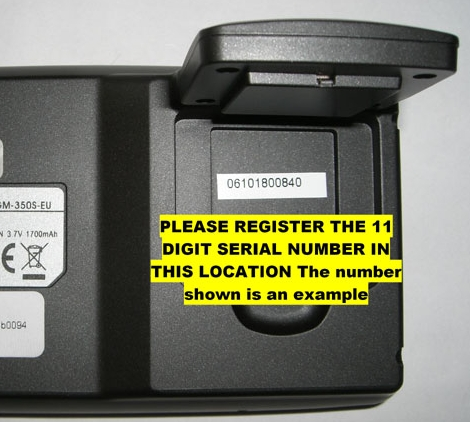 06101800840
GM-350S-EU
N 3.7V 1700mAh
CE
b0094
PLEASE REGISTER THE 11
DIGIT SERIAL NUMBER IN
THIS LOCATION The number
shown is an example